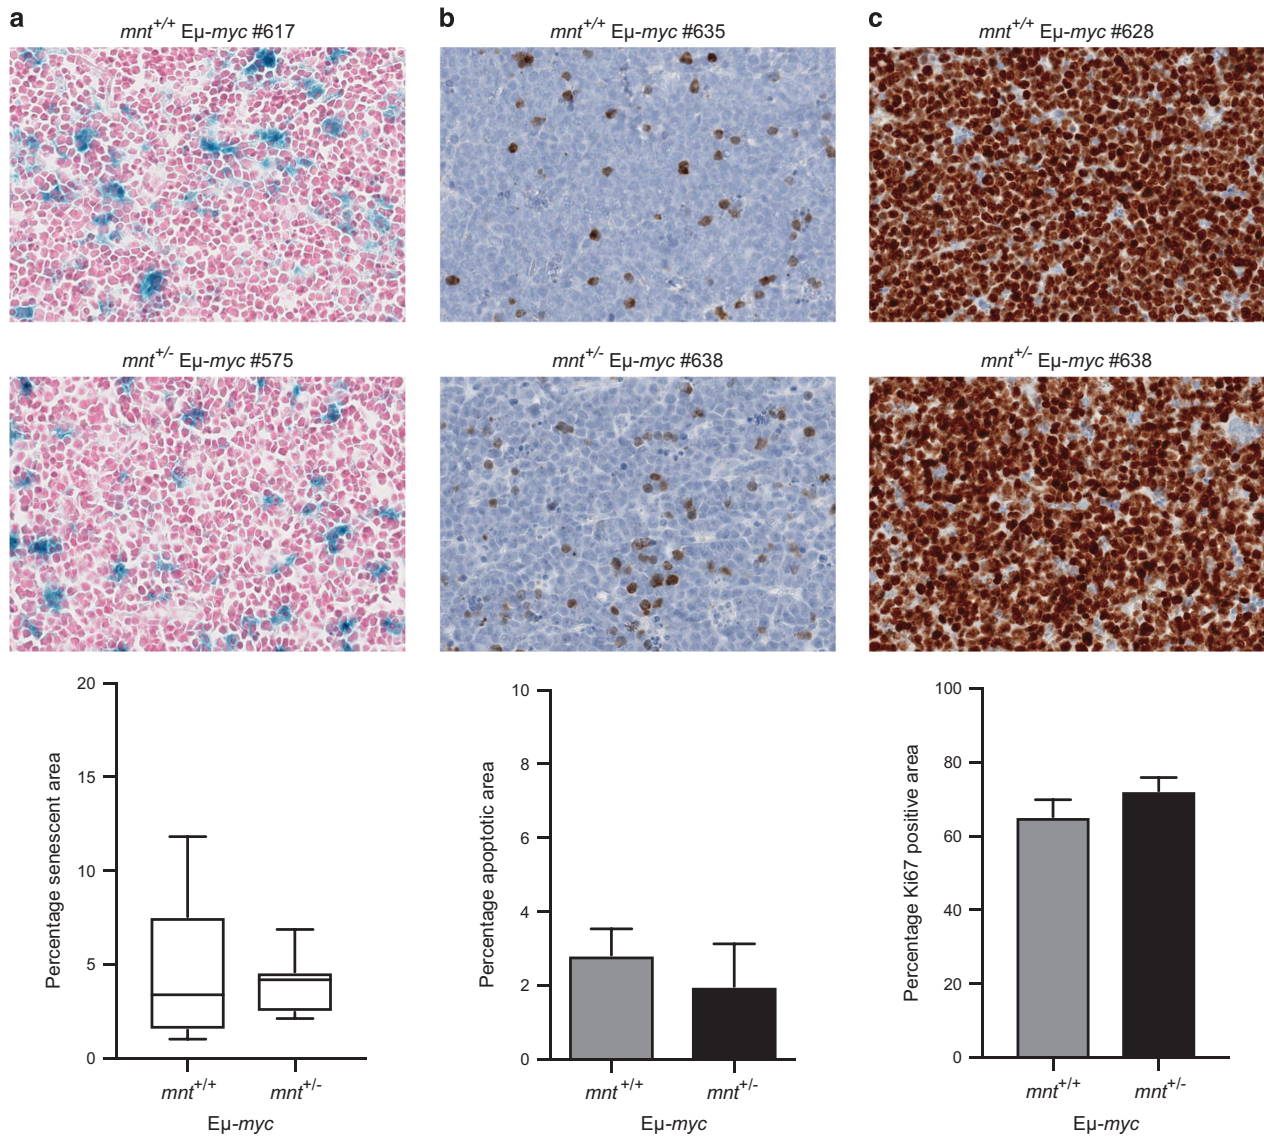 a
mnt+/+ Eµ-myc #617
b
mnt+/+ Eµ-myc #635
c
mnt+/+ Eµ-myc #628
mnt+/- Eµ-myc #575
mnt+/- Eµ-myc #638
mnt+/- Eµ-myc #638
Percentage senescent area
20
15
10
5
0
mnt+/+
mnt+/-
Eµ-myc
Percentage apoptotic area
10
8
6
4
2
0
mnt+/+
mnt+/-
Eµ-myc
Percentage Ki67 positive area
100
80
60
40
20
0
mnt+/+
mnt+/-
Eµ-myc